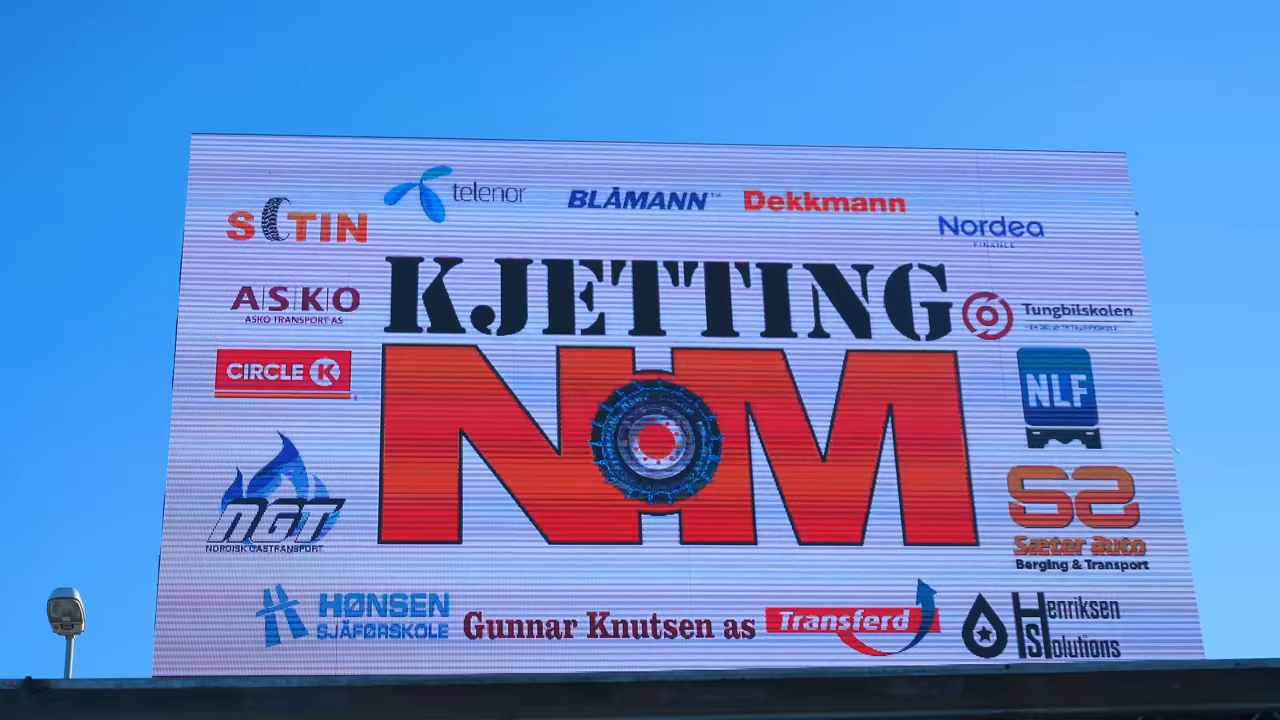 telenor
BLÅMANN™
Dekkmann
SCTIN
Nordea
FINANCE
KJETTING
NM
ASKO
ASKO TRANSPORT AS
Tungbilskolen
CIRCLE K
NLF
NGT
NORDISK GASTRANSPORT
Sæter Auto
Berging & Transport
HØNSEN
SJÅFØRSKOLE
Gunnar Knutsen as
Transferd
Henriksen
Solutions